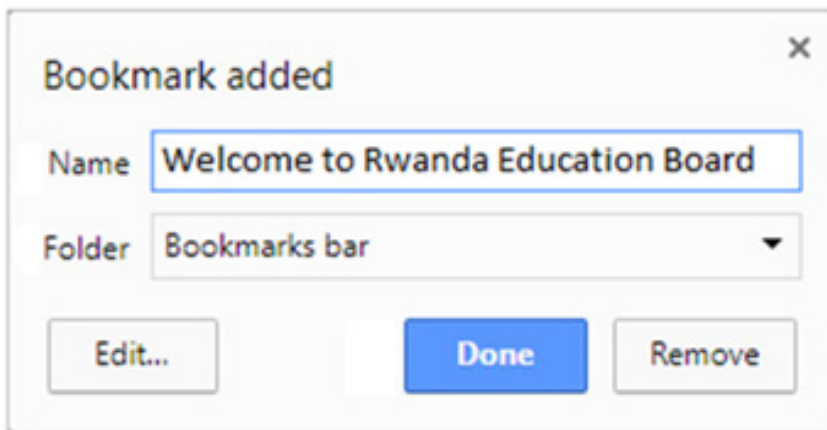 Bookmark added
Name Welcome to Rwanda Education Board
Folder Bookmarks bar
Edit... Done Remove